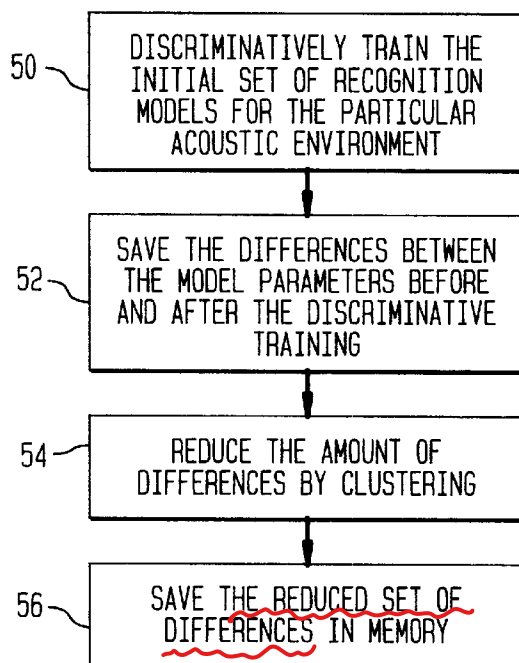 50
DISCRIMINATIVELY TRAIN THE
INITIAL SET OF RECOGNITION
MODELS FOR THE PARTICULAR
ACOUSTIC ENVIRONMENT
52
SAVE THE DIFFERENCES BETWEEN
THE MODEL PARAMETERS BEFORE
AND AFTER THE DISCRIMINATIVE
TRAINING
54
REDUCE THE AMOUNT OF
DIFFERENCES BY CLUSTERING
56
SAVE THE REDUCED SET OF
DIFFERENCES IN MEMORY